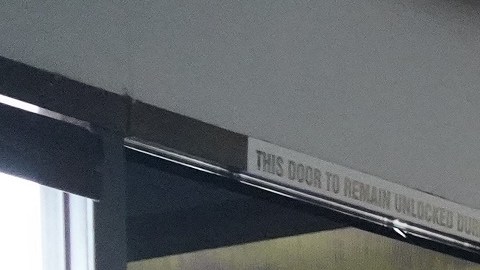 THIS DOOR TO REMAIN UNLOCKED